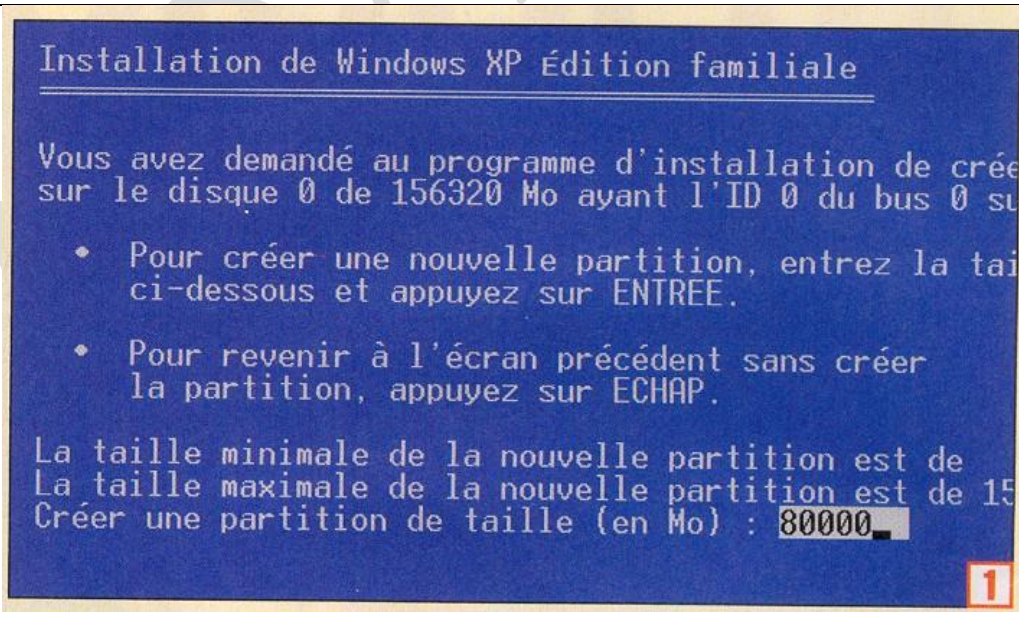 Installation de Windows XP Édition familiale
Vous avez demandé au programme d'installation de crée
sur le disque 0 de 156320 Mo ayant l'ID 0 du bus 0 su
• Pour créer une nouvelle partition, entrez la tai
ci-dessous et appuyez sur ENTREE.
• Pour revenir à l'écran précédent sans créer
la partition, appuyez sur ECHAP.
La taille minimale de la nouvelle partition est de
La taille maximale de la nouvelle partition est de 15
Créer une partition de taille (en Mo) : 80000
1